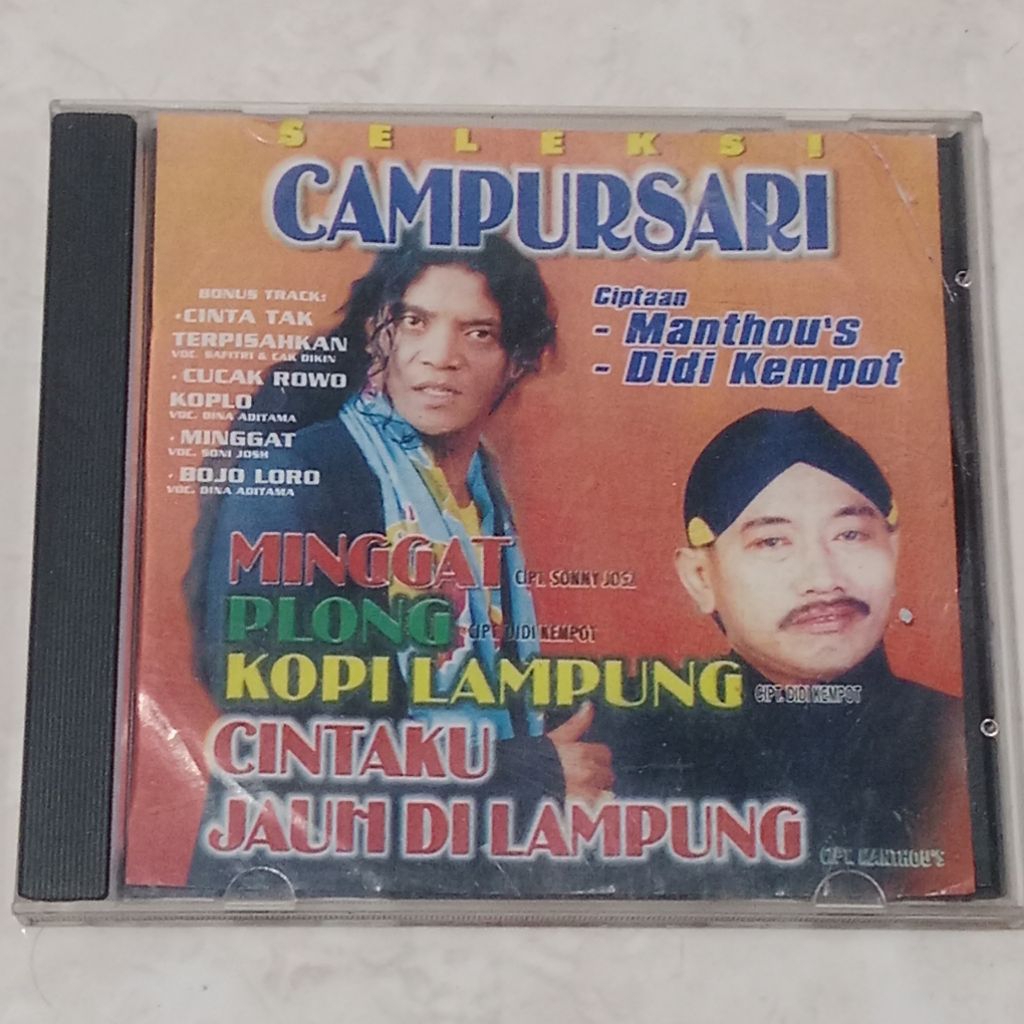 SELEKSI
CAMPURSARI
Ciptaan
- Manthou's
- Didi Kempot
BONUS TRACK:
·CINTA TAK
TERPISAHKAN
VOC. SAFITRI & CAK DIKIN
· CUCAK ROWO
KOPLO
VOC. DINA ADITAMA
· MINGGAT
VOC. SONI JOSH
· BOJO LORO
VOC. DINA ADITAMA
MINGGAT CIPT. SONNY JOSZ
PLONG CIPT. DIDI KEMPOT
KOPI LAMPUNG CIPT. DIDI KEMPOT
CINTAKU
JAUH DI LAMPUNG CIPT. MANTHOU'S